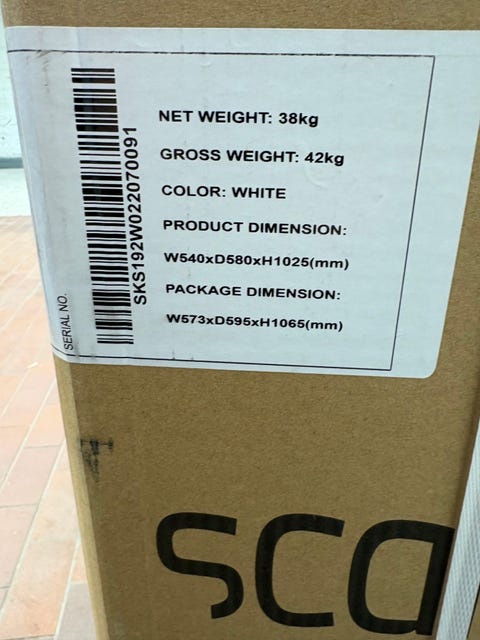 NET WEIGHT: 38kg
GROSS WEIGHT: 42kg
COLOR: WHITE
PRODUCT DIMENSION:
W540xD580xH1025(mm)
PACKAGE DIMENSION:
W573xD595xH1065(mm)
SERIAL NO.
SKS192W022070091
sca